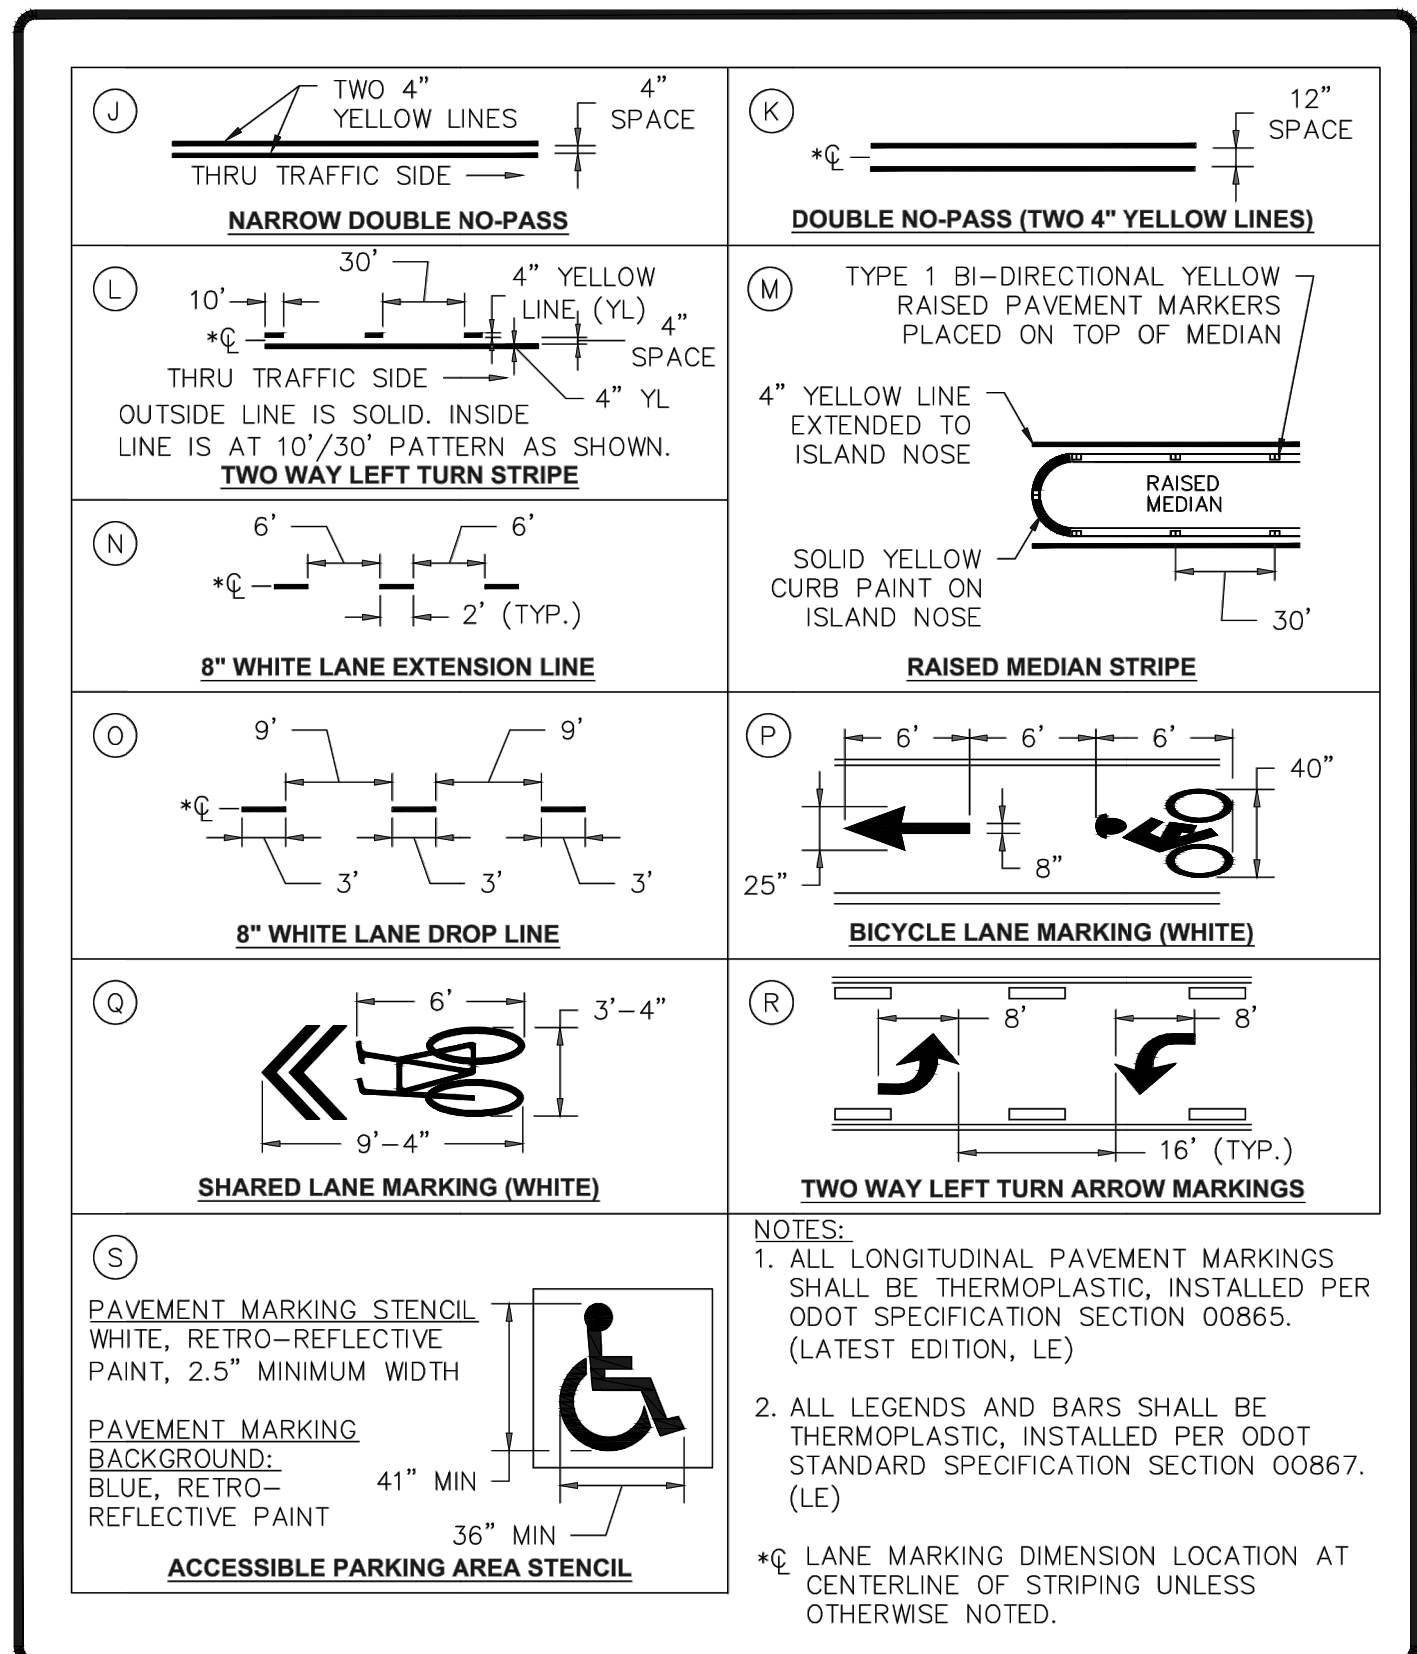 J
TWO 4"
YELLOW LINES
4"
SPACE
THRU TRAFFIC SIDE
NARROW DOUBLE NO-PASS
K
12"
SPACE
*℄
DOUBLE NO-PASS (TWO 4" YELLOW LINES)
L
30'
10'
4" YELLOW
LINE (YL)
*℄
4"
SPACE
THRU TRAFFIC SIDE
4" YL
OUTSIDE LINE IS SOLID. INSIDE
LINE IS AT 10'/30' PATTERN AS SHOWN.
TWO WAY LEFT TURN STRIPE
M
TYPE 1 BI-DIRECTIONAL YELLOW
RAISED PAVEMENT MARKERS
PLACED ON TOP OF MEDIAN
4" YELLOW LINE
EXTENDED TO
ISLAND NOSE
RAISED
MEDIAN
SOLID YELLOW
CURB PAINT ON
ISLAND NOSE
30'
RAISED MEDIAN STRIPE
N
6'
6'
*℄
2' (TYP.)
8" WHITE LANE EXTENSION LINE
O
9'
9'
*℄
3'
3'
3'
8" WHITE LANE DROP LINE
P
6'
6'
6'
40"
25"
8"
BICYCLE LANE MARKING (WHITE)
Q
6'
3'-4"
9'-4"
SHARED LANE MARKING (WHITE)
R
8'
8'
16' (TYP.)
TWO WAY LEFT TURN ARROW MARKINGS
S
PAVEMENT MARKING STENCIL
WHITE, RETRO-REFLECTIVE
PAINT, 2.5" MINIMUM WIDTH
PAVEMENT MARKING
BACKGROUND:
BLUE, RETRO-
REFLECTIVE PAINT
41" MIN
36" MIN
ACCESSIBLE PARKING AREA STENCIL
NOTES:
1. ALL LONGITUDINAL PAVEMENT MARKINGS
SHALL BE THERMOPLASTIC, INSTALLED PER
ODOT SPECIFICATION SECTION 00865.
(LATEST EDITION, LE)
2. ALL LEGENDS AND BARS SHALL BE
THERMOPLASTIC, INSTALLED PER ODOT
STANDARD SPECIFICATION SECTION 00867.
(LE)
*℄ LANE MARKING DIMENSION LOCATION AT
CENTERLINE OF STRIPING UNLESS
OTHERWISE NOTED.